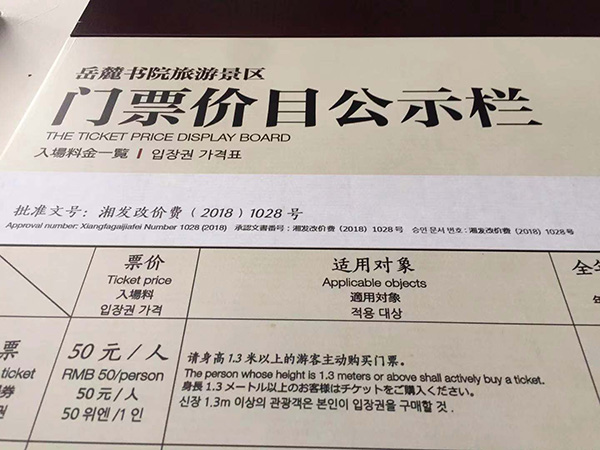 岳麓书院旅游景区
门票价目公示栏
THE TICKET PRICE DISPLAY BOARD
入場料金一覧 | 입장권 가격표
批准文号：湘发改价费（2018）1028 号
Approval number: Xiangfagaijiafei Number 1028 (2018) 承認文書番号：湘发改价费（2018）1028号 승인 문서 번호 : 湘发改价费（2018）1028号
票价 适用对象 全年
Ticket price Applicable objects
入場料 適用対象
입장권 가격 적용 대상
票 50 元 / 人 请身高 1.3 米以上的游客主动购买门票。
ticket RMB 50/person The person whose height is 1.3 meters or above shall actively buy a ticket.
券 50 元 / 人 身長 1.3 メートル以上のお客様はチケットをご購入ください。
권 50 위엔 /1 인 신장 1.3m 이상의 관광객은 본인이 입장권을 구매할 것 .